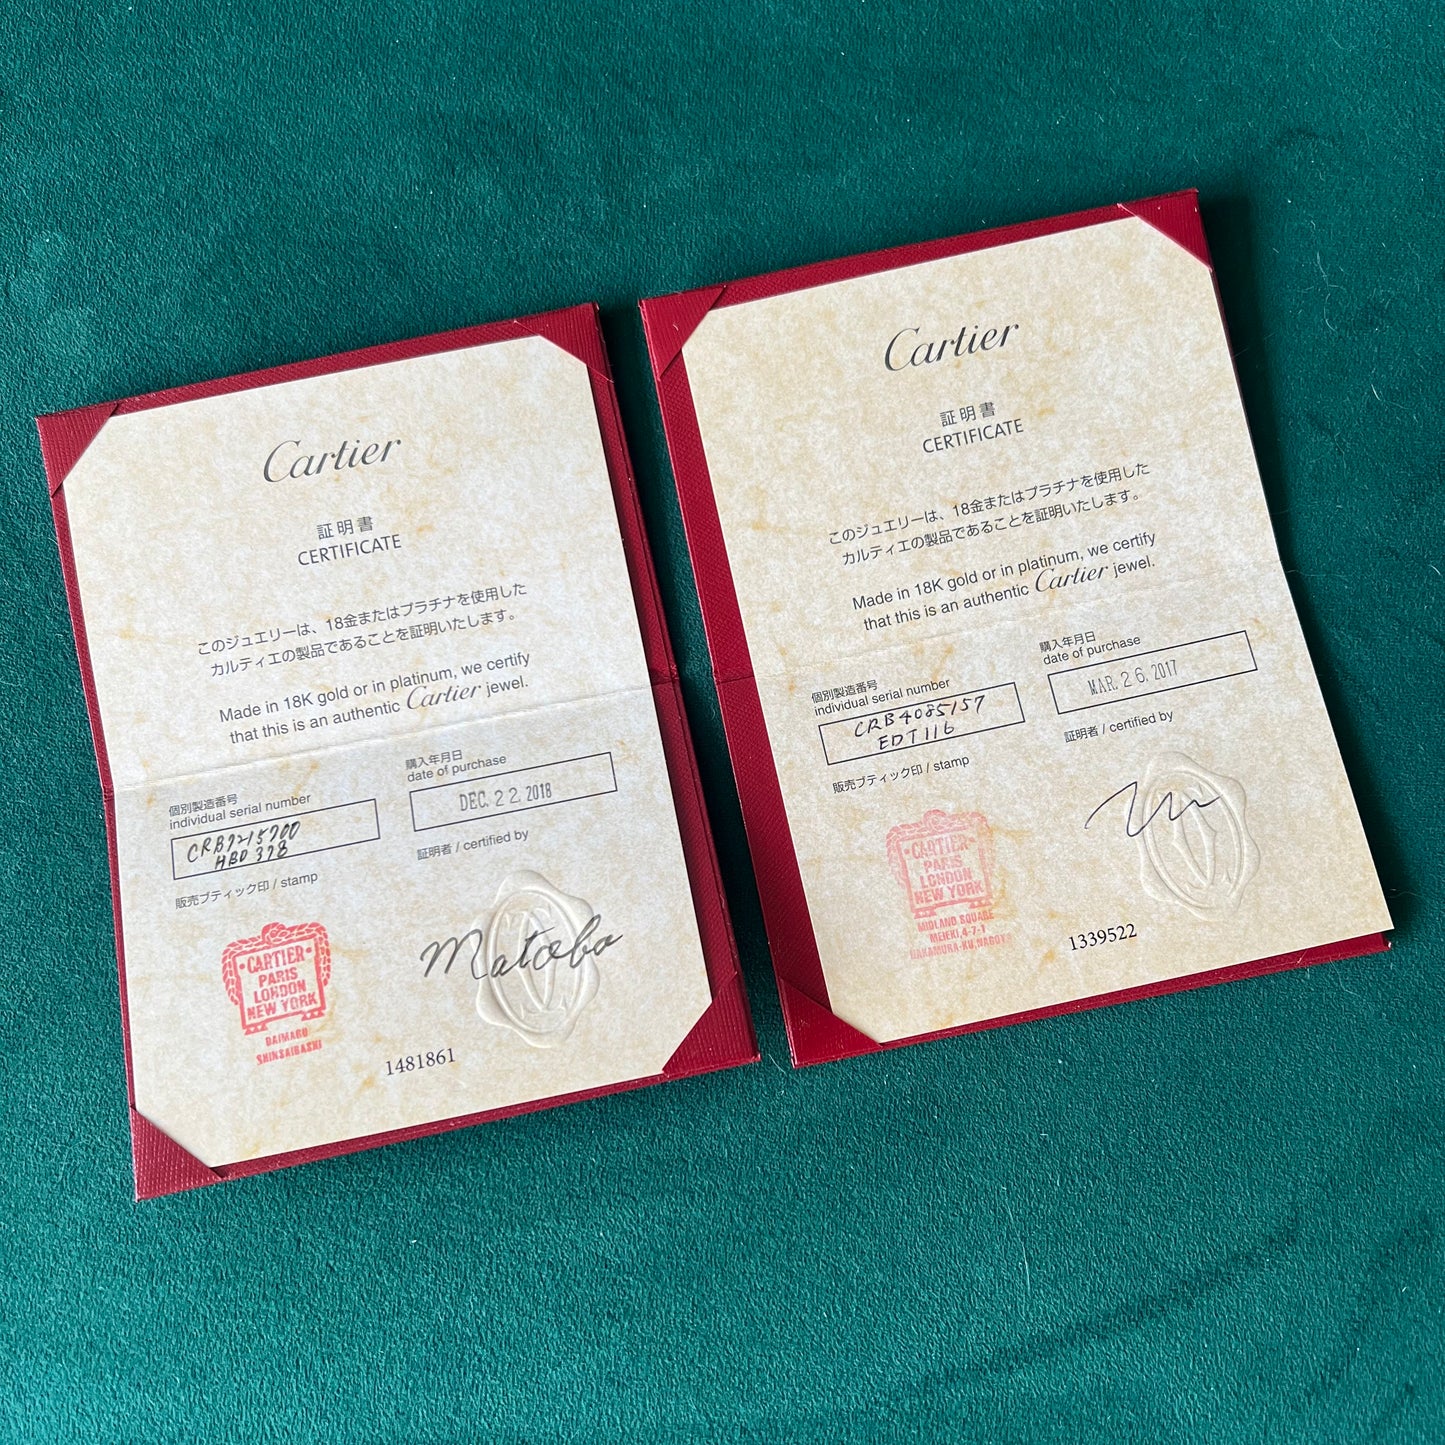 Cartier
証明書
CERTIFICATE
このジュエリーは、18金またはプラチナを使用した
カルティエの製品であることを証明いたします。
Made in 18K gold or in platinum, we certify
that this is an authentic Cartier jewel.
個別製造番号
individual serial number
CRB7215700
HBD 378
購入年月日
date of purchase
DEC. 22, 2018
販売ブティック印 / stamp
証明者 / certified by
CARTIER
PARIS
LONDON
NEW YORK
DAIMARU
SHINSAIBASHI
Matobo
1481861
Cartier
証明書
CERTIFICATE
このジュエリーは、18金またはプラチナを使用した
カルティエの製品であることを証明いたします。
Made in 18K gold or in platinum, we certify
that this is an authentic Cartier jewel.
個別製造番号
individual serial number
CRB4085157
EDT116
購入年月日
date of purchase
MAR. 26. 2017
販売ブティック印 / stamp
証明者 / certified by
CARTIER
PARIS
LONDON
NEW YORK
MIDLAND SQUARE
MEIEKI,4-7-1
NAKAMURA-KU,NAGOYA
1339522